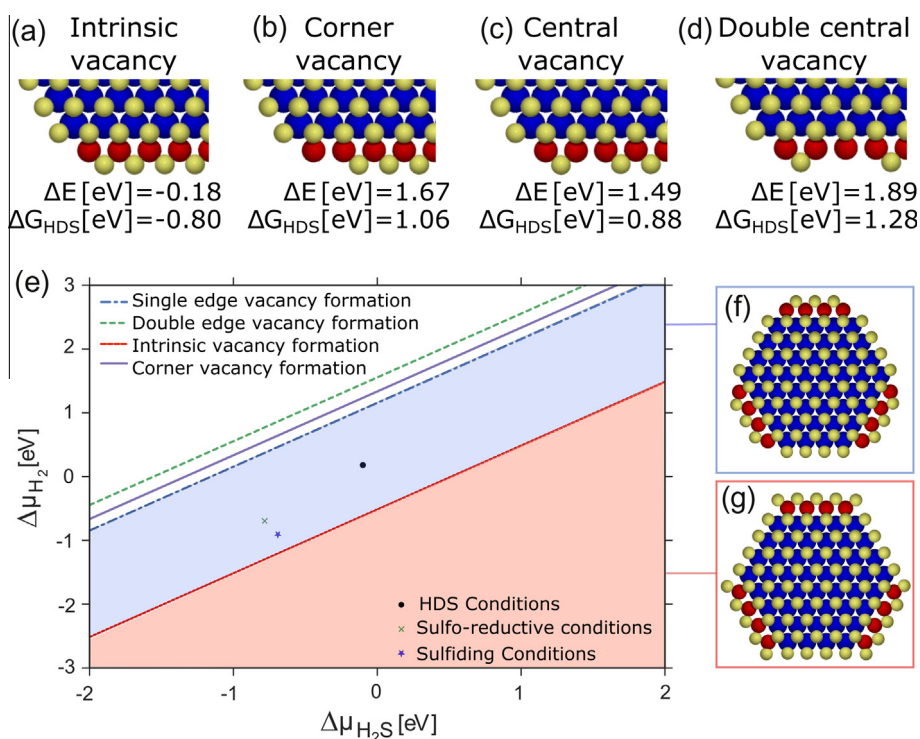 (a) Intrinsic vacancy
(b) Corner vacancy
(c) Central vacancy
(d) Double central vacancy
ΔE [eV]=-0.18
ΔG_HDS[eV]=-0.80
ΔE [eV]=1.67
ΔG_HDS[eV]=1.06
ΔE [eV]=1.49
ΔG_HDS[eV]=0.88
ΔE [eV]=1.89
ΔG_HDS[eV]=1.28
(e)
3
2
1
0
-1
-2
-3
Δμ_H₂[eV]
Single edge vacancy formation
Double edge vacancy formation
Intrinsic vacancy formation
Corner vacancy formation
HDS Conditions
Sulfo-reductive conditions
Sulfiding Conditions
-2
-1
0
1
2
Δμ_H₂S[eV]
(f)
(g)